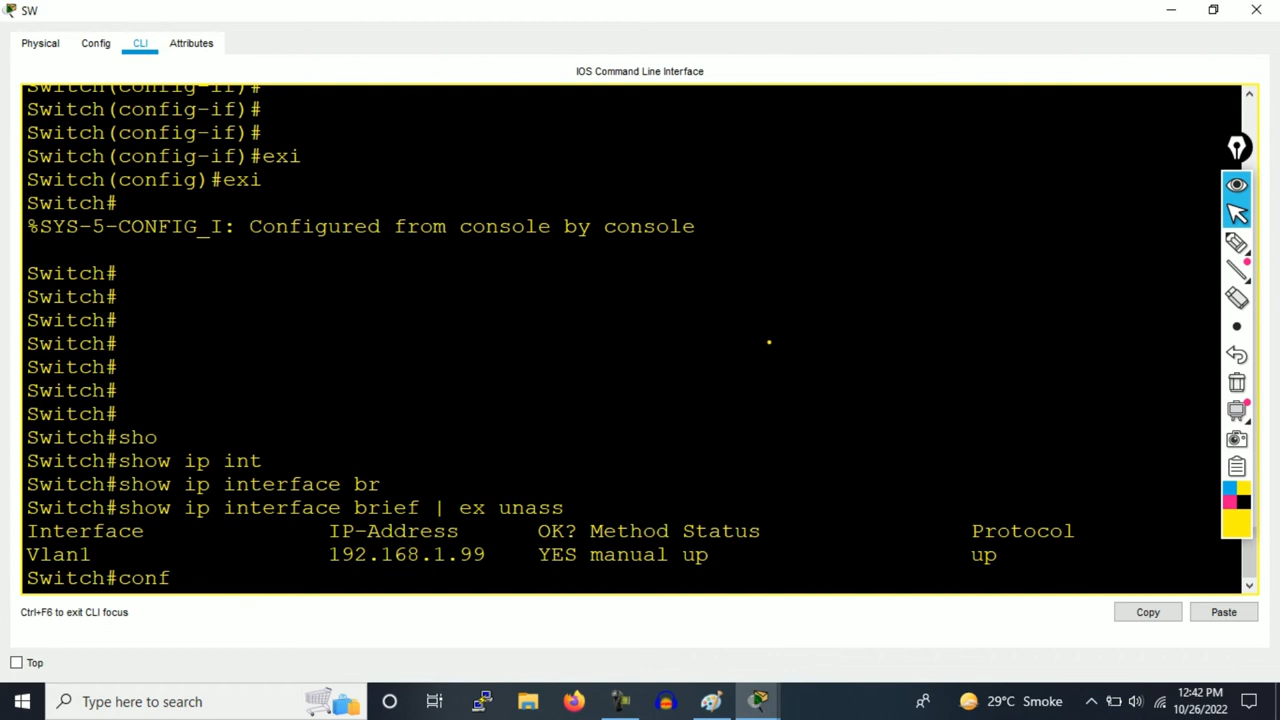 SW
Physical Config CLI Attributes
IOS Command Line Interface
Switch(config-if)#
Switch(config-if)#
Switch(config-if)#
Switch(config-if)#exi
Switch(config)#exi
Switch#
%SYS-5-CONFIG_I: Configured from console by console
Switch#
Switch#
Switch#
Switch#
Switch#
Switch#
Switch#
Switch#sho
Switch#show ip int
Switch#show ip interface br
Switch#show ip interface brief | ex unass
Interface IP-Address OK? Method Status Protocol
Vlan1 192.168.1.99 YES manual up up
Switch#conf
Ctrl+F6 to exit CLI focus
Copy Paste
Top
Type here to search
29°C Smoke
12:42 PM
10/26/2022